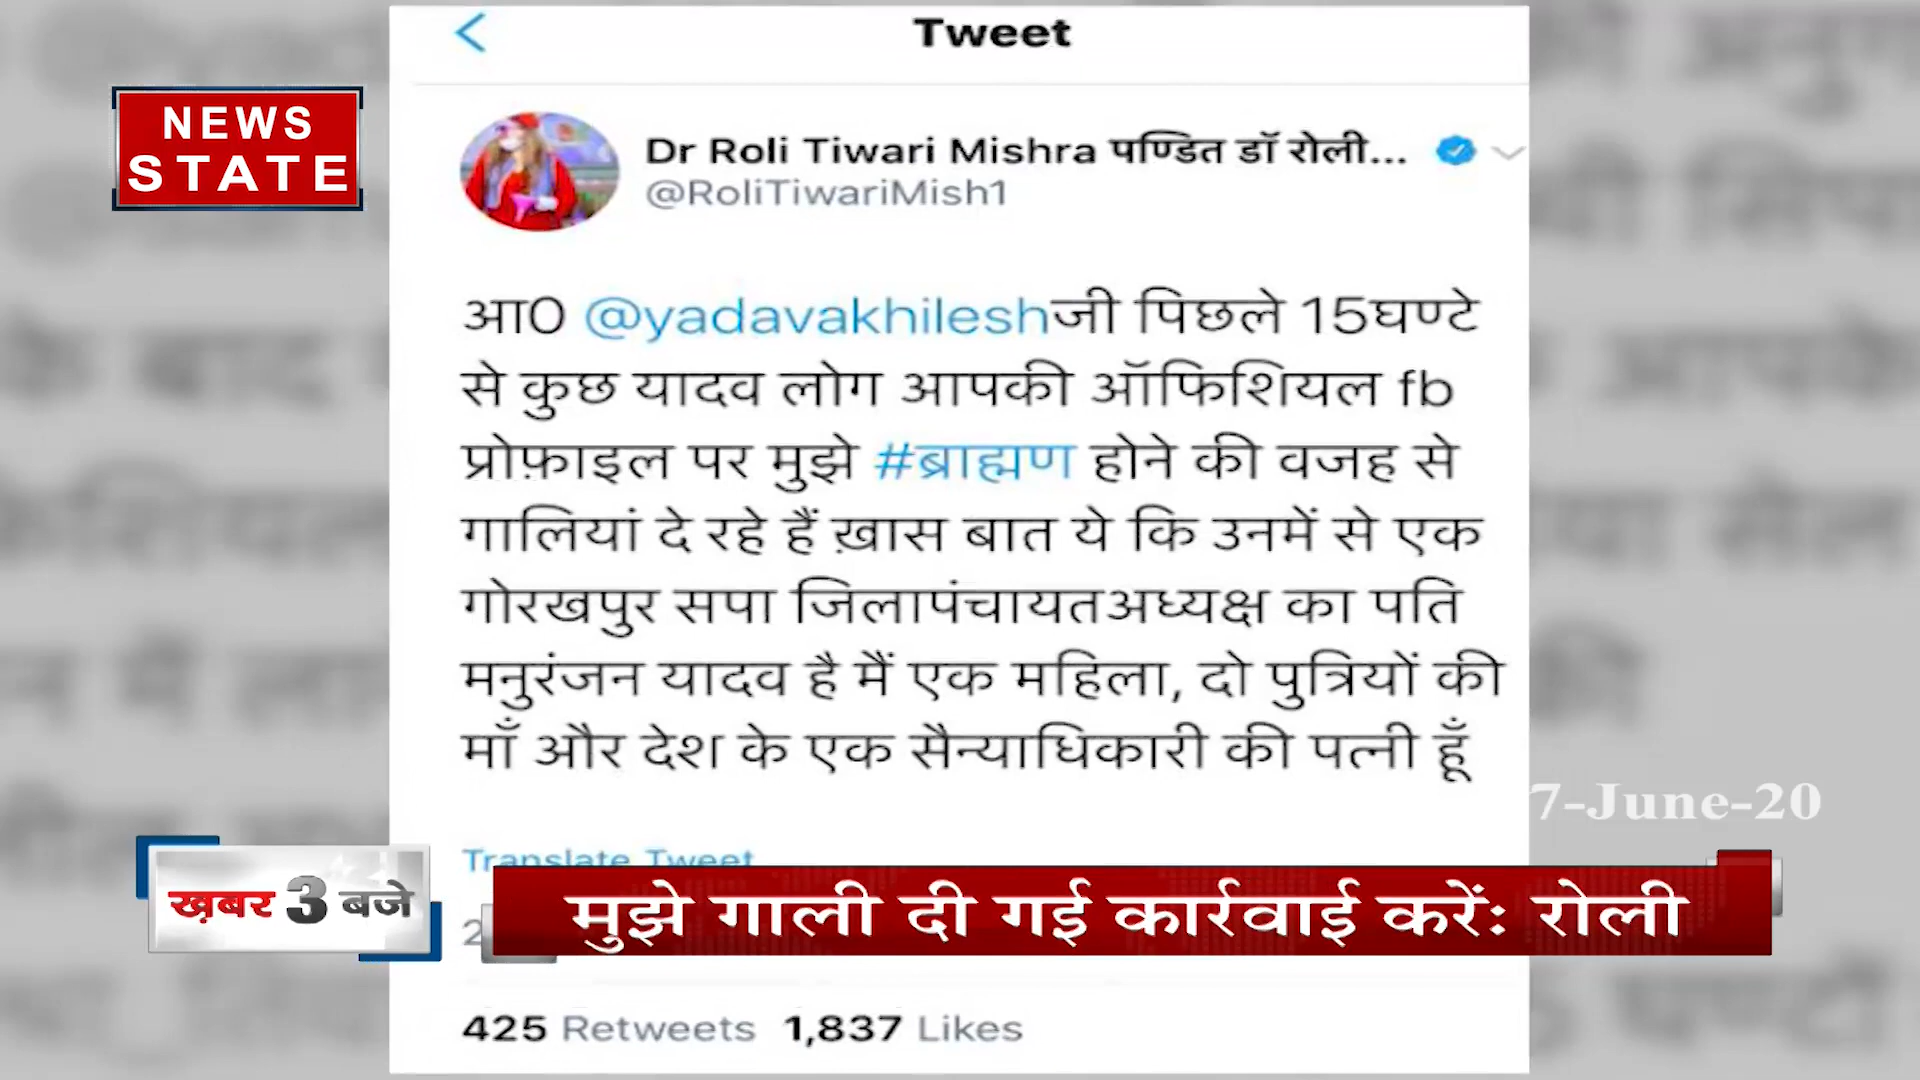 Tweet
NEWS
STATE
Dr Roli Tiwari Mishra पण्डित डॉ रोली...
@RoliTiwariMish1
आ0 @yadavakhileshजी पिछले 15घण्टे
से कुछ यादव लोग आपकी ऑफिशियल fb
प्रोफ़ाइल पर मुझे #ब्राह्मण होने की वजह से
गालियां दे रहे हैं ख़ास बात ये कि उनमें से एक
गोरखपुर सपा जिलापंचायतअध्यक्ष का पति
मनुरंजन यादव है मैं एक महिला, दो पुत्रियों की
माँ और देश के एक सैन्याधिकारी की पत्नी हूँ
7-June-20
Translate Tweet
ख़बर 3 बजे
मुझे गाली दी गई कार्रवाई करेंः रोली
425 Retweets 1,837 Likes